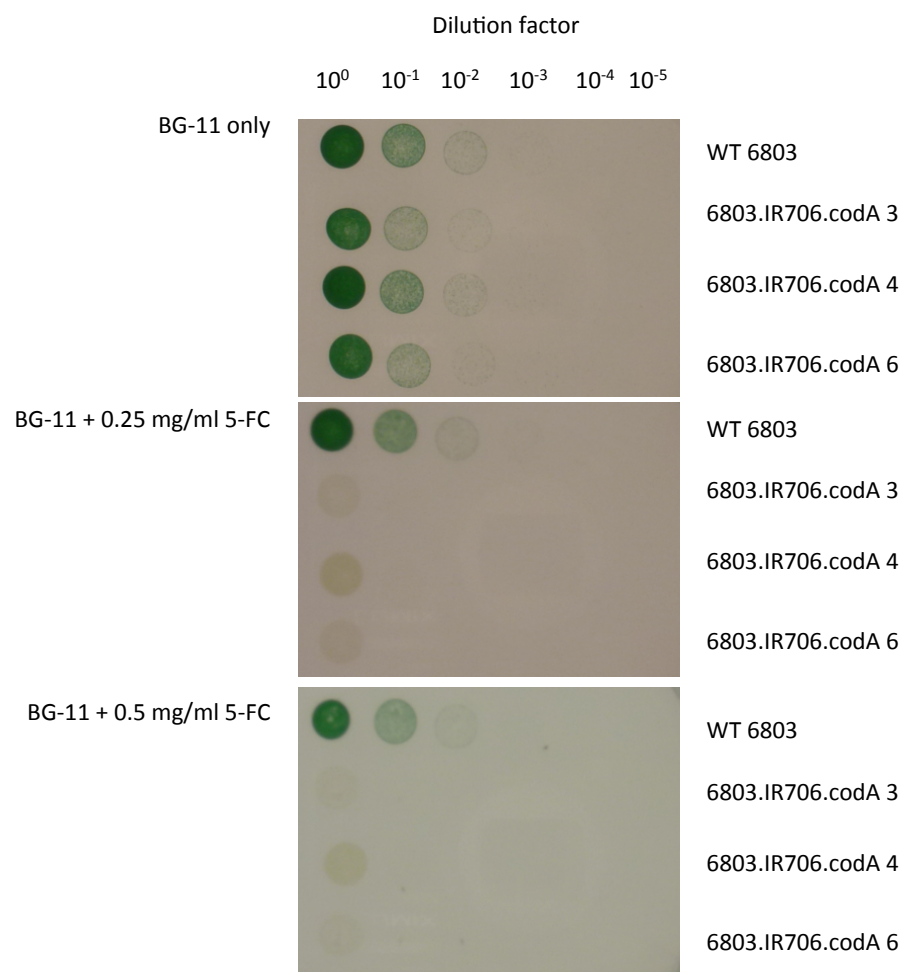 Dilution factor
10⁰ 10⁻¹ 10⁻² 10⁻³ 10⁻⁴ 10⁻⁵
BG-11 only
WT 6803
6803.IR706.codA 3
6803.IR706.codA 4
6803.IR706.codA 6
BG-11 + 0.25 mg/ml 5-FC
WT 6803
6803.IR706.codA 3
6803.IR706.codA 4
6803.IR706.codA 6
BG-11 + 0.5 mg/ml 5-FC
WT 6803
6803.IR706.codA 3
6803.IR706.codA 4
6803.IR706.codA 6